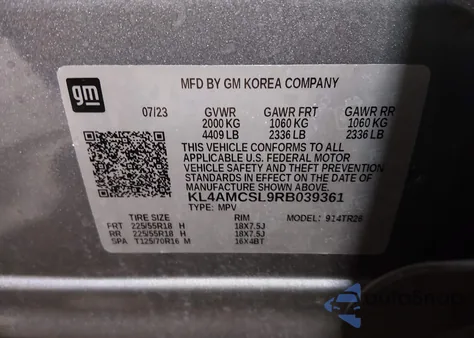 gm
MFD BY GM KOREA COMPANY
07/23 GVWR GAWR FRT GAWR RR
2000 KG 1060 KG 1060 KG
4409 LB 2336 LB 2336 LB
THIS VEHICLE CONFORMS TO ALL
APPLICABLE U.S. FEDERAL MOTOR
VEHICLE SAFETY AND THEFT PREVENTION
STANDARDS IN EFFECT ON THE DATE OF
MANUFACTURE SHOWN ABOVE.
KL4AMCSL9RB039361
TYPE: MPV MODEL: 914TR26
TIRE SIZE RIM
FRT 225/55R18 H 18X7.5J
RR 225/55R18 H 18X7.5J
SPA T125/70R16 M 16X4BT